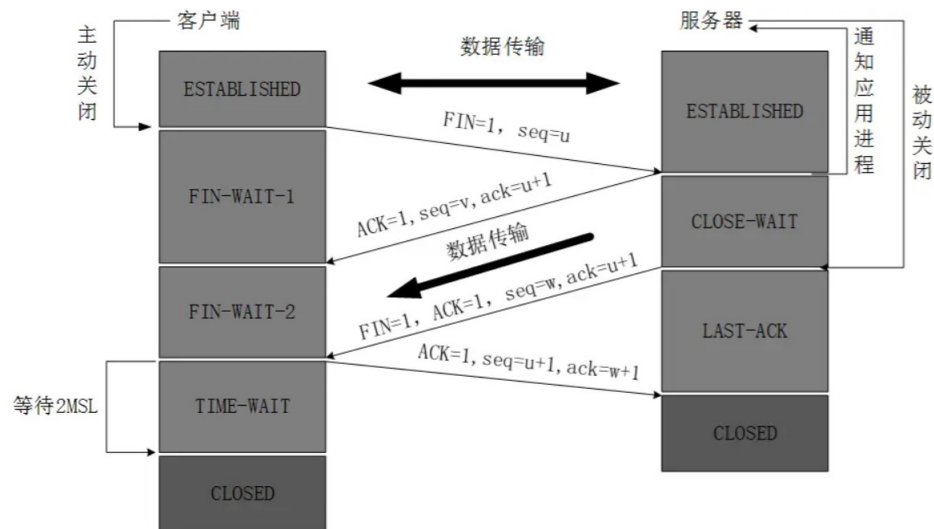 客户端
服务器
主动关闭
数据传输
通知应用进程
被动关闭
ESTABLISHED
ESTABLISHED
FIN=1, seq=u
FIN-WAIT-1
ACK=1,seq=v,ack=u+1
CLOSE-WAIT
数据传输
FIN-WAIT-2
FIN=1, ACK=1, seq=w,ack=u+1
LAST-ACK
ACK=1,seq=u+1,ack=w+1
等待2MSL
TIME-WAIT
CLOSED
CLOSED